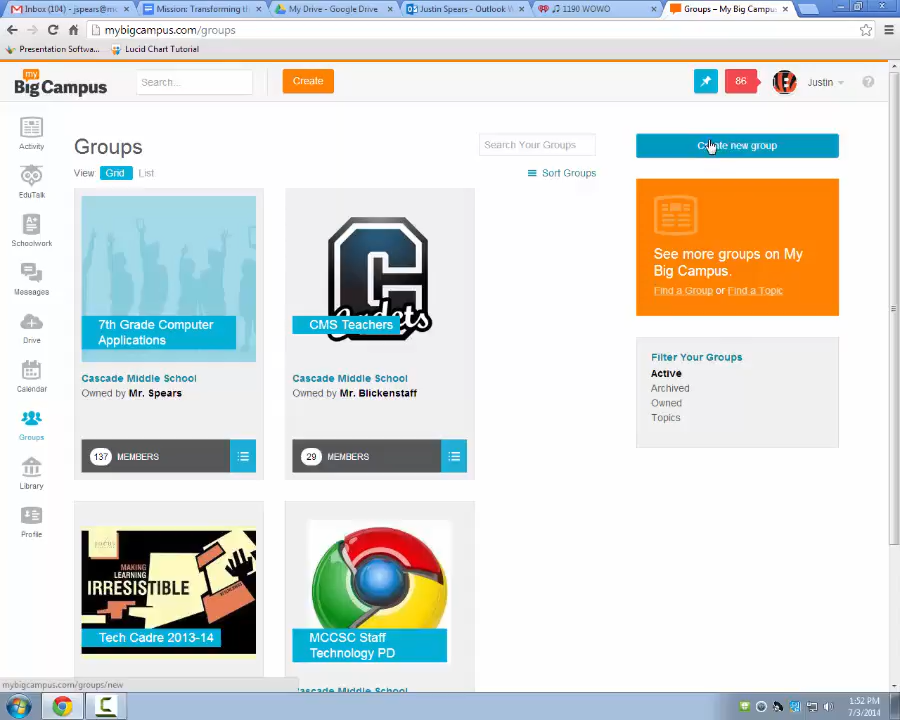 Inbox (104) - jspears@m
Mission: Transforming th
My Drive - Google Drive
Justin Spears - Outlook
1190 WOWO
Groups – My Big Campu
mybigcampus.com/groups
Presentation Softwa...
Lucid Chart Tutorial
my
Big Campus
Search...
Create
86
Justin
?
Activity
EduTalk
Schoolwork
Messages
Drive
Calendar
Groups
Library
Profile
Groups
Search Your Groups
View
Grid
List
Sort Groups
7th Grade Computer
Applications
Cascade Middle School
Owned by Mr. Spears
137 MEMBERS
C
Cadets
CMS Teachers
Cascade Middle School
Owned by Mr. Blickenstaff
29 MEMBERS
MAKING
LEARNING
IRRESISTIBLE
Tech Cadre 2013-14
MCCSC Staff
Technology PD
Cascade Middle School
Create new group
See more groups on My
Big Campus.
Find a Group or Find a Topic
Filter Your Groups
Active
Archived
Owned
Topics
mybigcampus.com/groups/new
1:52 PM
7/3/2014